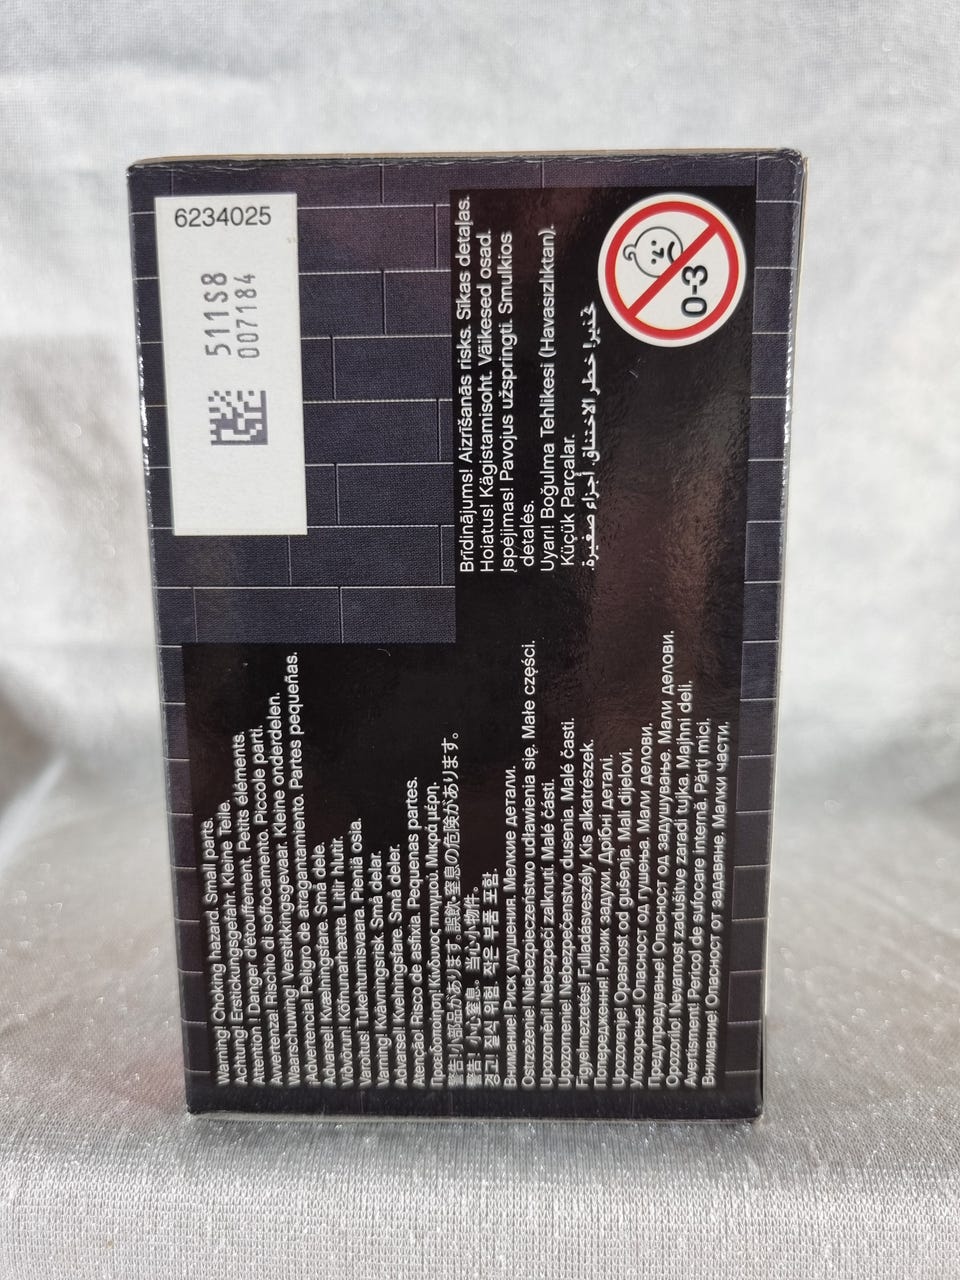 6234025
511S8
007184
Warning! Choking hazard. Small parts.
Achtung! Erstickungsgefahr. Kleine Teile.
Attention ! Danger d'étouffement. Petits éléments.
Avvertenza! Rischio di soffocamento. Piccole parti.
Waarschuwing! Verstikkingsgevaar. Kleine onderdelen.
¡Advertencia! Peligro de atragantamiento. Partes pequeñas.
Advarsel! Kvælningsfare. Små dele.
Viðvörun! Köfnunarhaetta. Litlir hlutir.
Varoitus! Tukehtumisvaara. Pieniä osia.
Varning! Kvävningsrisk. Små delar.
Advarsel! Kvelningsfare. Små deler.
Atenção! Risco de asfixia. Pequenas partes.
Προειδοποίηση! Κίνδυνος πνιγμού. Μικρά μέρη.
警告!小部品があります。誤飲・窒息の危険があります。
警告! 小心窒息。当心小物件。
경고! 질식 위험. 작은 부품 포함.
Внимание! Риск удушения. Мелкие детали.
Ostrzeżenie! Niebezpieczeństwo udławienia się. Małe części.
Upozornění! Nebezpečí zalknutí. Malé části.
Upozornenie! Nebezpečenstvo dusenia. Malé časti.
Figyelmeztetés! Fulladásveszély. Kis alkatrészek.
Попередження! Ризик задухи. Дрібні деталі.
Upozorenje! Opasnost od gušenja. Mali dijelovi.
Упозорење! Опасност од гушења. Мали делови.
Предупредување! Опасност од задушување. Мали делови.
Opozorilo! Nevarnost zadušitve zaradi tujka. Majhni deli.
Avertisment! Pericol de sufocare internă. Părţi mici.
Внимание! Опасност от задавяне. Малки части.
Brīdinājums! Aizrīšanās risks. Sīkas detaļas.
Hoiatus! Kägistamisoht. Väikesed osad.
Įspėjimas! Pavojus užspringti. Smulkios
detalės.
Uyarı! Boğulma Tehlikesi (Havasızlıktan).
Küçük Parçalar.
تحذير! خطر الاختناق. أجزاء صغيرة.
0-3